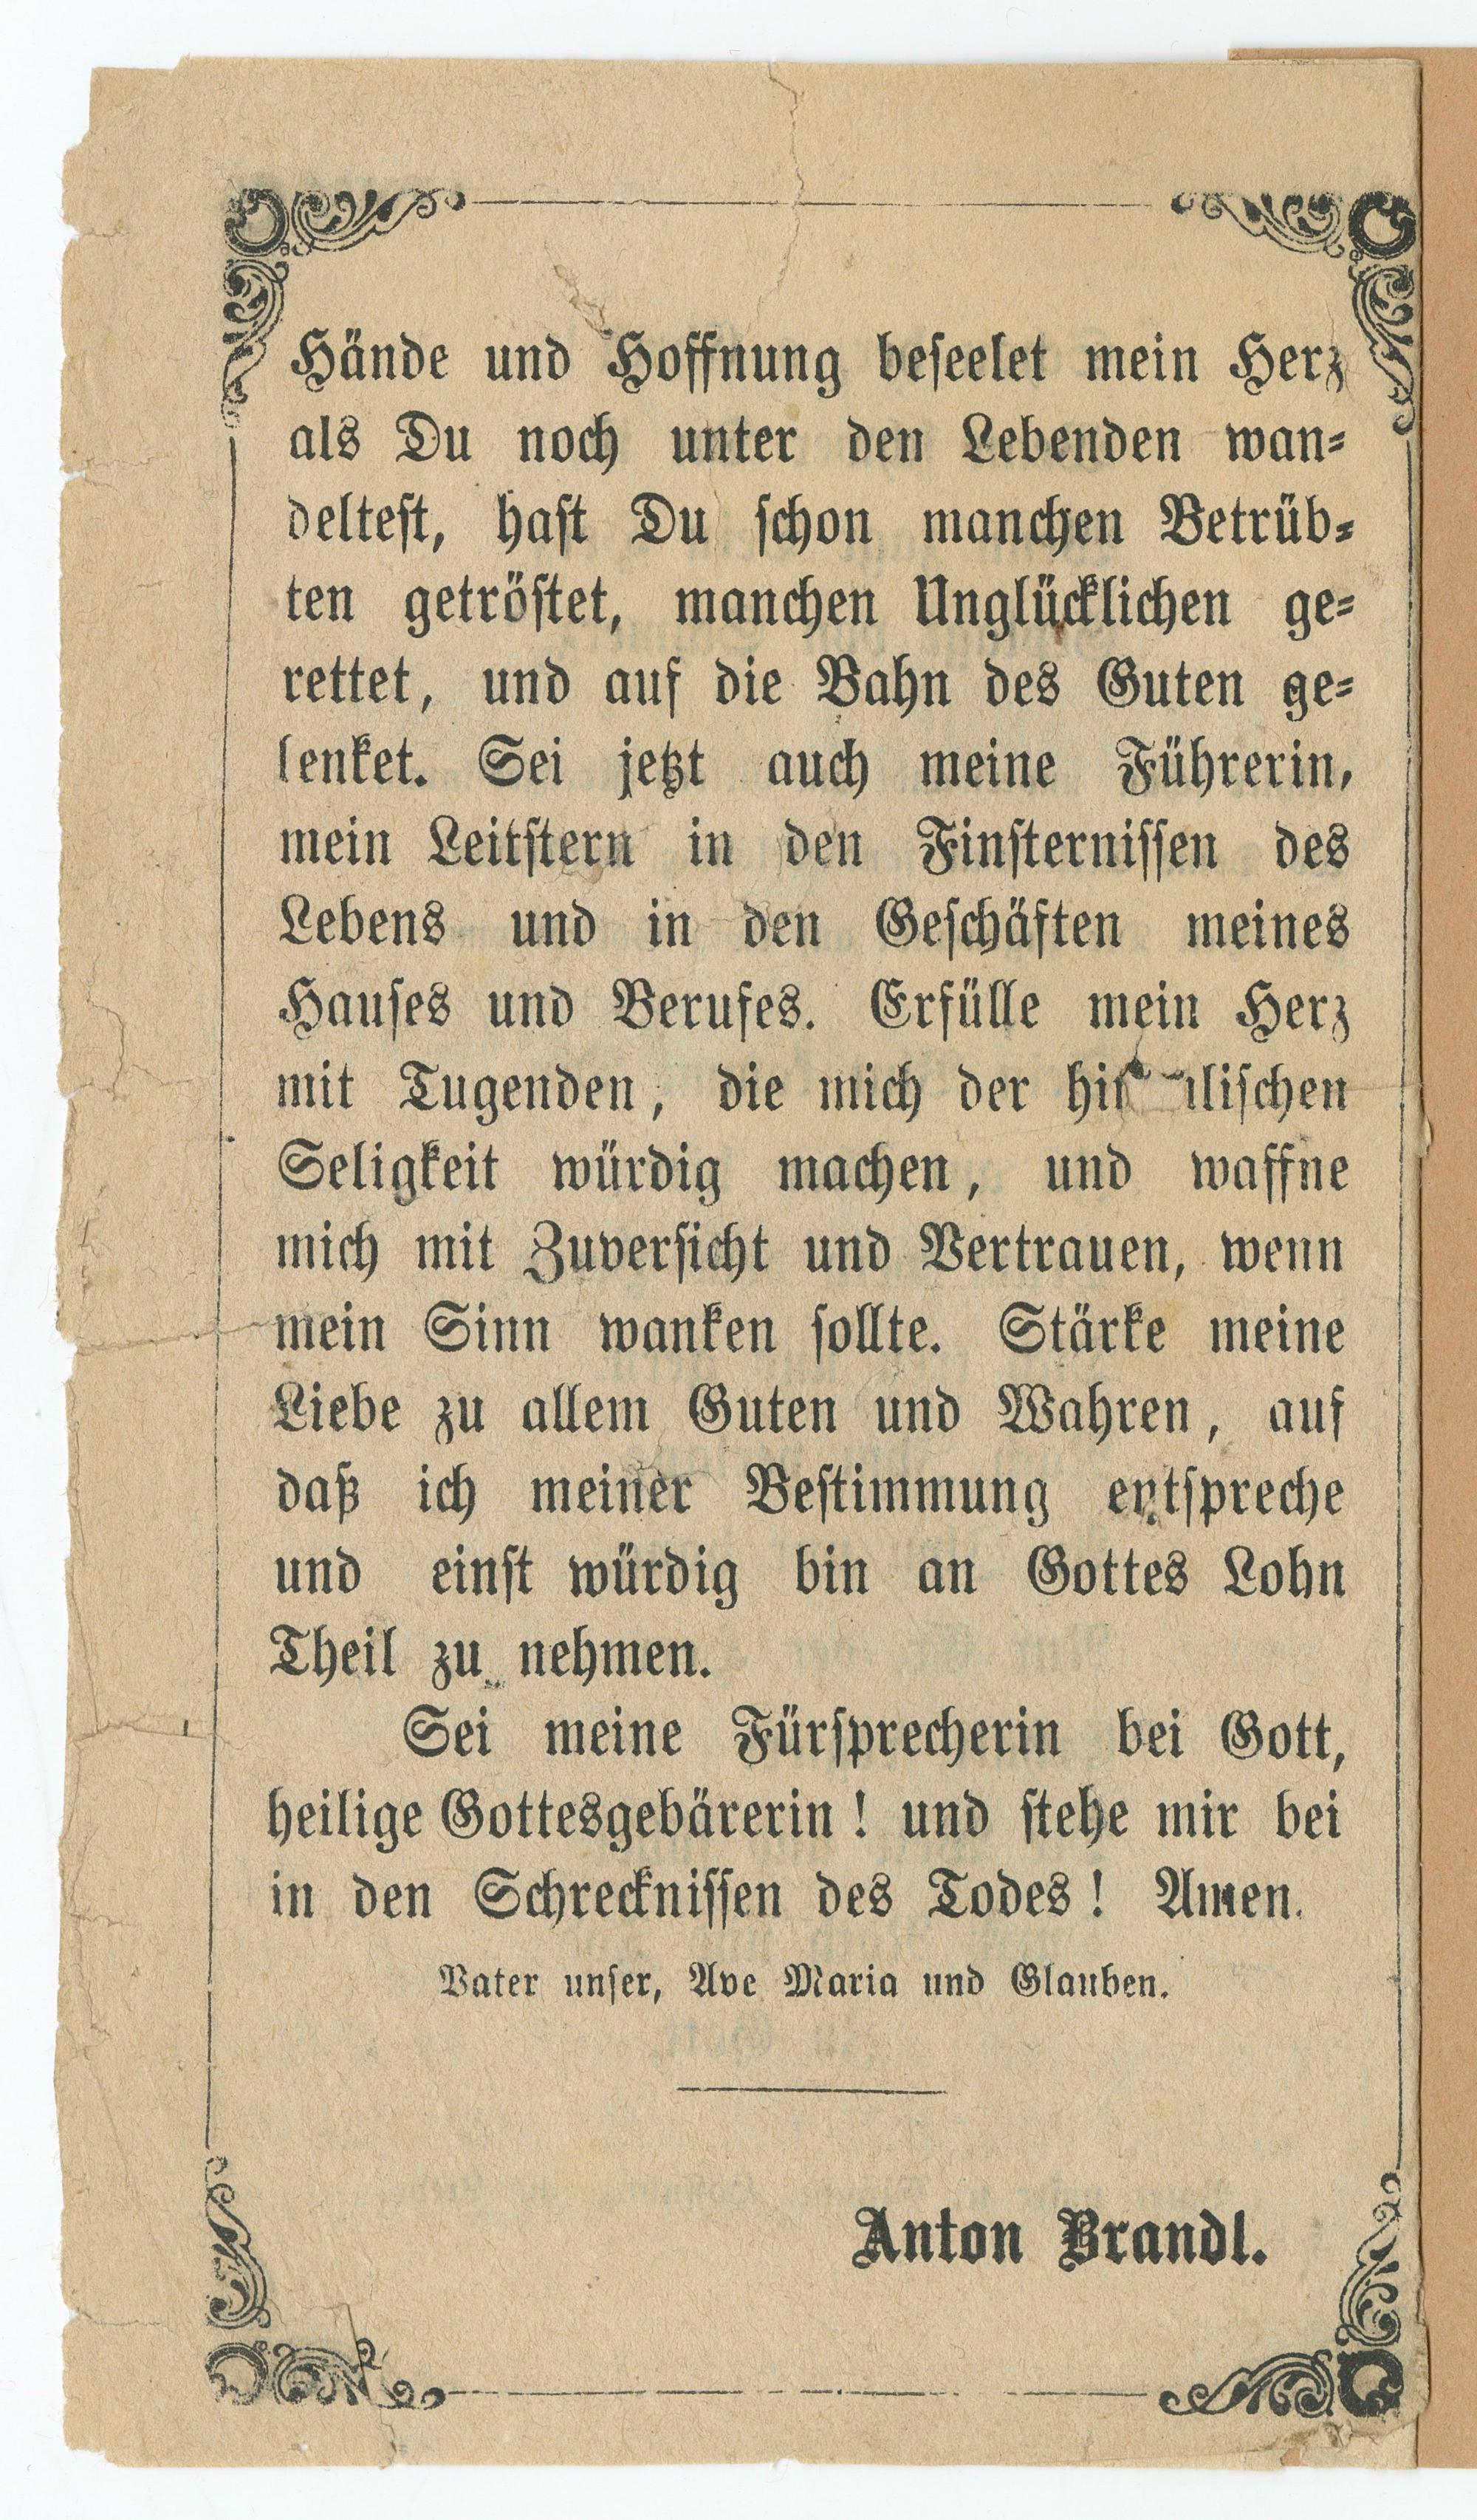 Hände und Hoffnung beseelet mein Herz
als Du noch unter den Lebenden wan-
deltest, hast Du schon manchen Betrüb-
ten getröstet, manchen Unglücklichen ge-
rettet, und auf die Bahn des Guten ge-
lenket. Sei jetzt auch meine Führerin,
mein Leitstern in den Finsternissen des
Lebens und in den Geschäften meines
Hauses und Berufes. Erfülle mein Herz
mit Tugenden, die mich der himmlischen
Seligkeit würdig machen, und waffne
mich mit Zuversicht und Vertrauen, wenn
mein Sinn wanken sollte. Stärke meine
Liebe zu allem Guten und Wahren, auf
daß ich meiner Bestimmung entspreche
und einst würdig bin an Gottes Lohn
Theil zu nehmen.
Sei meine Fürsprecherin bei Gott,
heilige Gottesgebärerin! und stehe mir bei
in den Schrecknissen des Todes! Amen.
Vater unser, Ave Maria und Glauben.
Anton Brandl.